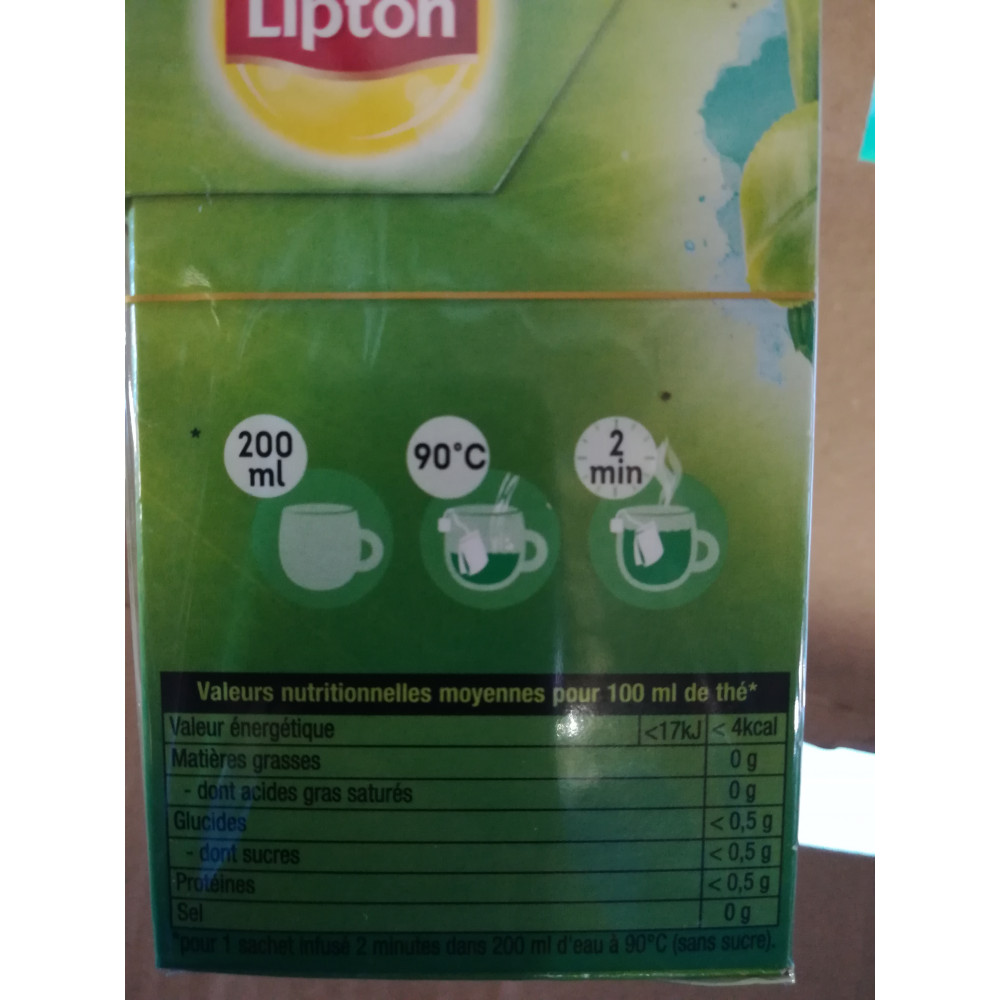 Lipton
* 200 ml
90°C
2 min
Valeurs nutritionnelles moyennes pour 100 ml de thé*
Valeur énergétique <17kJ < 4kcal
Matières grasses 0 g
- dont acides gras saturés 0 g
Glucides < 0,5 g
- dont sucres < 0,5 g
Protéines < 0,5 g
Sel 0 g
*pour 1 sachet infusé 2 minutes dans 200 ml d'eau à 90°C (sans sucre).